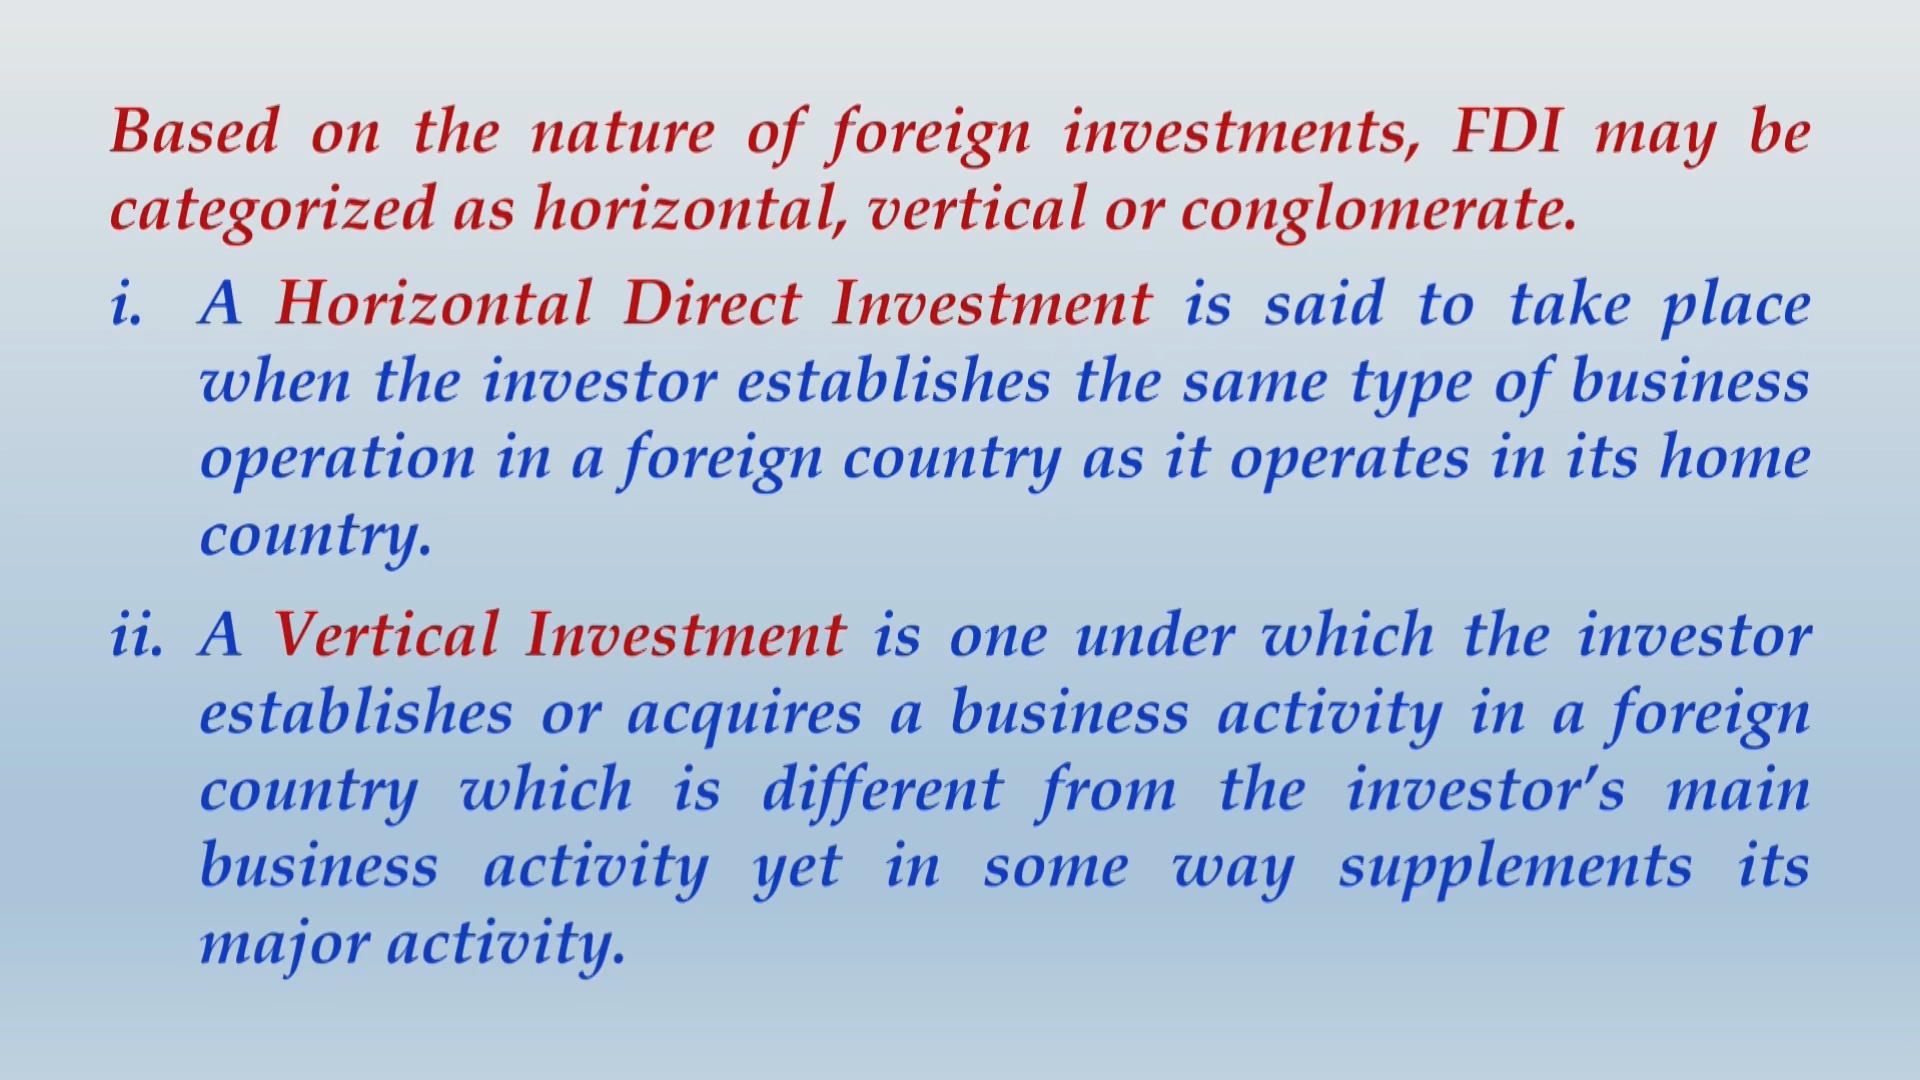 Based on the nature of foreign investments, FDI may be
categorized as horizontal, vertical or conglomerate.
i. A Horizontal Direct Investment is said to take place
when the investor establishes the same type of business
operation in a foreign country as it operates in its home
country.
ii. A Vertical Investment is one under which the investor
establishes or acquires a business activity in a foreign
country which is different from the investor’s main
business activity yet in some way supplements its
major activity.